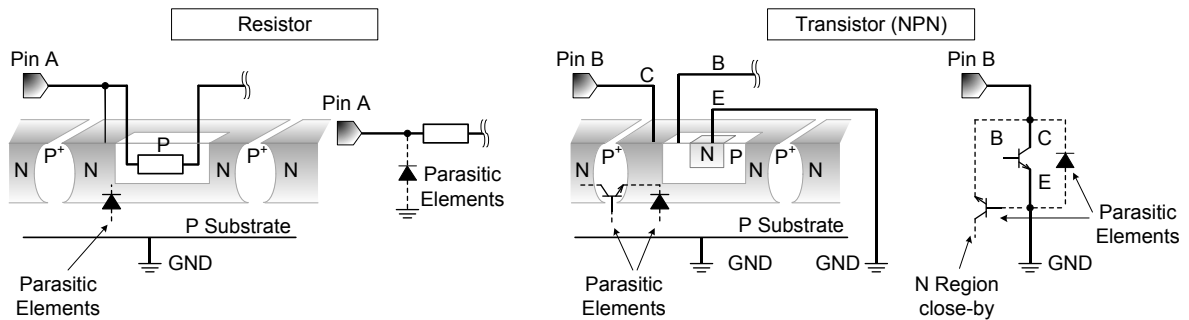 Resistor
Pin A
Pin A
N
P+
N
P
N
P+
N
Parasitic
Elements
P Substrate
GND
Parasitic
Elements
Transistor (NPN)
Pin B
C
B
E
Pin B
N
P+
N
N
P
N
P+
N
B
C
E
P Substrate
GND
GND
Parasitic
Elements
Parasitic
Elements
GND
N Region
close-by